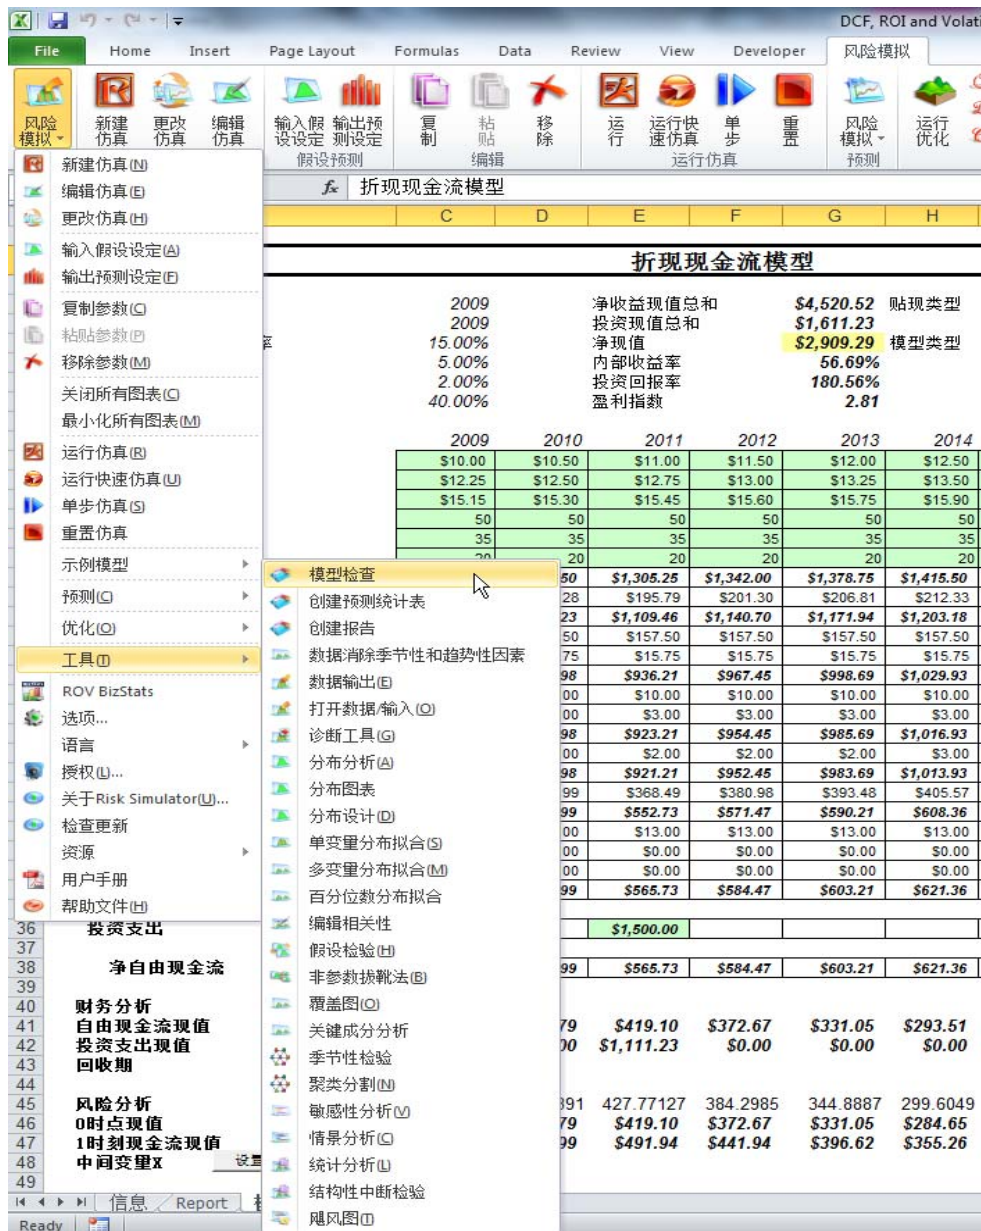 DCF, ROI and Volati
File Home Insert Page Layout Formulas Data Review View Developer 风险模拟
风险模拟 新建仿真 更改仿真 编辑仿真 输入假设设定 输出预测设定 复制 粘贴 移除 运行 运行快速仿真 单步 重置 风险模拟 运行优化
假设预测 编辑 运行仿真 预测
fx 折现现金流模型
C D E F G H
折现现金流模型
2009 净收益现值总和 $4,520.52 贴现类型
2009 投资现值总和 $1,611.23
率 15.00% 净现值 $2,909.29 模型类型
5.00% 内部收益率 56.69%
2.00% 投资回报率 180.56%
40.00% 盈利指数 2.81
2009 2010 2011 2012 2013 2014
$10.00 $10.50 $11.00 $11.50 $12.00 $12.50
$12.25 $12.50 $12.75 $13.00 $13.25 $13.50
$15.15 $15.30 $15.45 $15.60 $15.75 $15.90
50 50 50 50 50 50
35 35 35 35 35 35
20 20 20 20 20 20
50 $1,305.25 $1,342.00 $1,378.75 $1,415.50
28 $195.79 $201.30 $206.81 $212.33
23 $1,109.46 $1,140.70 $1,171.94 $1,203.18
50 $157.50 $157.50 $157.50 $157.50
75 $15.75 $15.75 $15.75 $15.75
98 $936.21 $967.45 $998.69 $1,029.93
00 $10.00 $10.00 $10.00 $10.00
00 $3.00 $3.00 $3.00 $3.00
98 $923.21 $954.45 $985.69 $1,016.93
00 $2.00 $2.00 $2.00 $3.00
98 $921.21 $952.45 $983.69 $1,013.93
99 $368.49 $380.98 $393.48 $405.57
99 $552.73 $571.47 $590.21 $608.36
00 $13.00 $13.00 $13.00 $13.00
00 $0.00 $0.00 $0.00 $0.00
00 $0.00 $0.00 $0.00 $0.00
99 $565.73 $584.47 $603.21 $621.36
新建仿真(N)
编辑仿真(E)
更改仿真(H)
输入假设设定(A)
输出预测设定(F)
复制参数(C)
粘贴参数(P)
移除参数(M)
关闭所有图表(C)
最小化所有图表(M)
运行仿真(R)
运行快速仿真(U)
单步仿真(S)
重置仿真
示例模型
预测(C)
优化(O)
工具(T)
ROV BizStats
选项...
语言
授权(L)...
关于Risk Simulator(U)...
检查更新
资源
用户手册
帮助文件(H)
模型检查
创建预测统计表
创建报告
数据消除季节性和趋势性因素
数据输出(E)
打开数据/输入(O)
诊断工具(G)
分布分析(A)
分布图表
分布设计(D)
单变量分布拟合(S)
多变量分布拟合(M)
百分位数分布拟合
编辑相关性
假设检验(H)
非参数拔靴法(B)
覆盖图(O)
关键成分分析
季节性检验
聚类分割(N)
敏感性分析(V)
情景分析(C)
统计分析(L)
结构性中断检验
飓风图(T)
36 投资支出 $1,500.00
37
38 净自由现金流 99 $565.73 $584.47 $603.21 $621.36
39
40 财务分析
41 自由现金流现值 79 $419.10 $372.67 $331.05 $293.51
42 投资支出现值 00 $1,111.23 $0.00 $0.00 $0.00
43 回收期
44
45 风险分析 891 427.77127 384.2985 344.8887 299.6049
46 0时点现值 79 $419.10 $372.67 $331.05 $284.65
47 1时刻现金流现值 99 $491.94 $441.94 $396.62 $355.26
48 中间变量X 设置
49
信息 Report
Ready